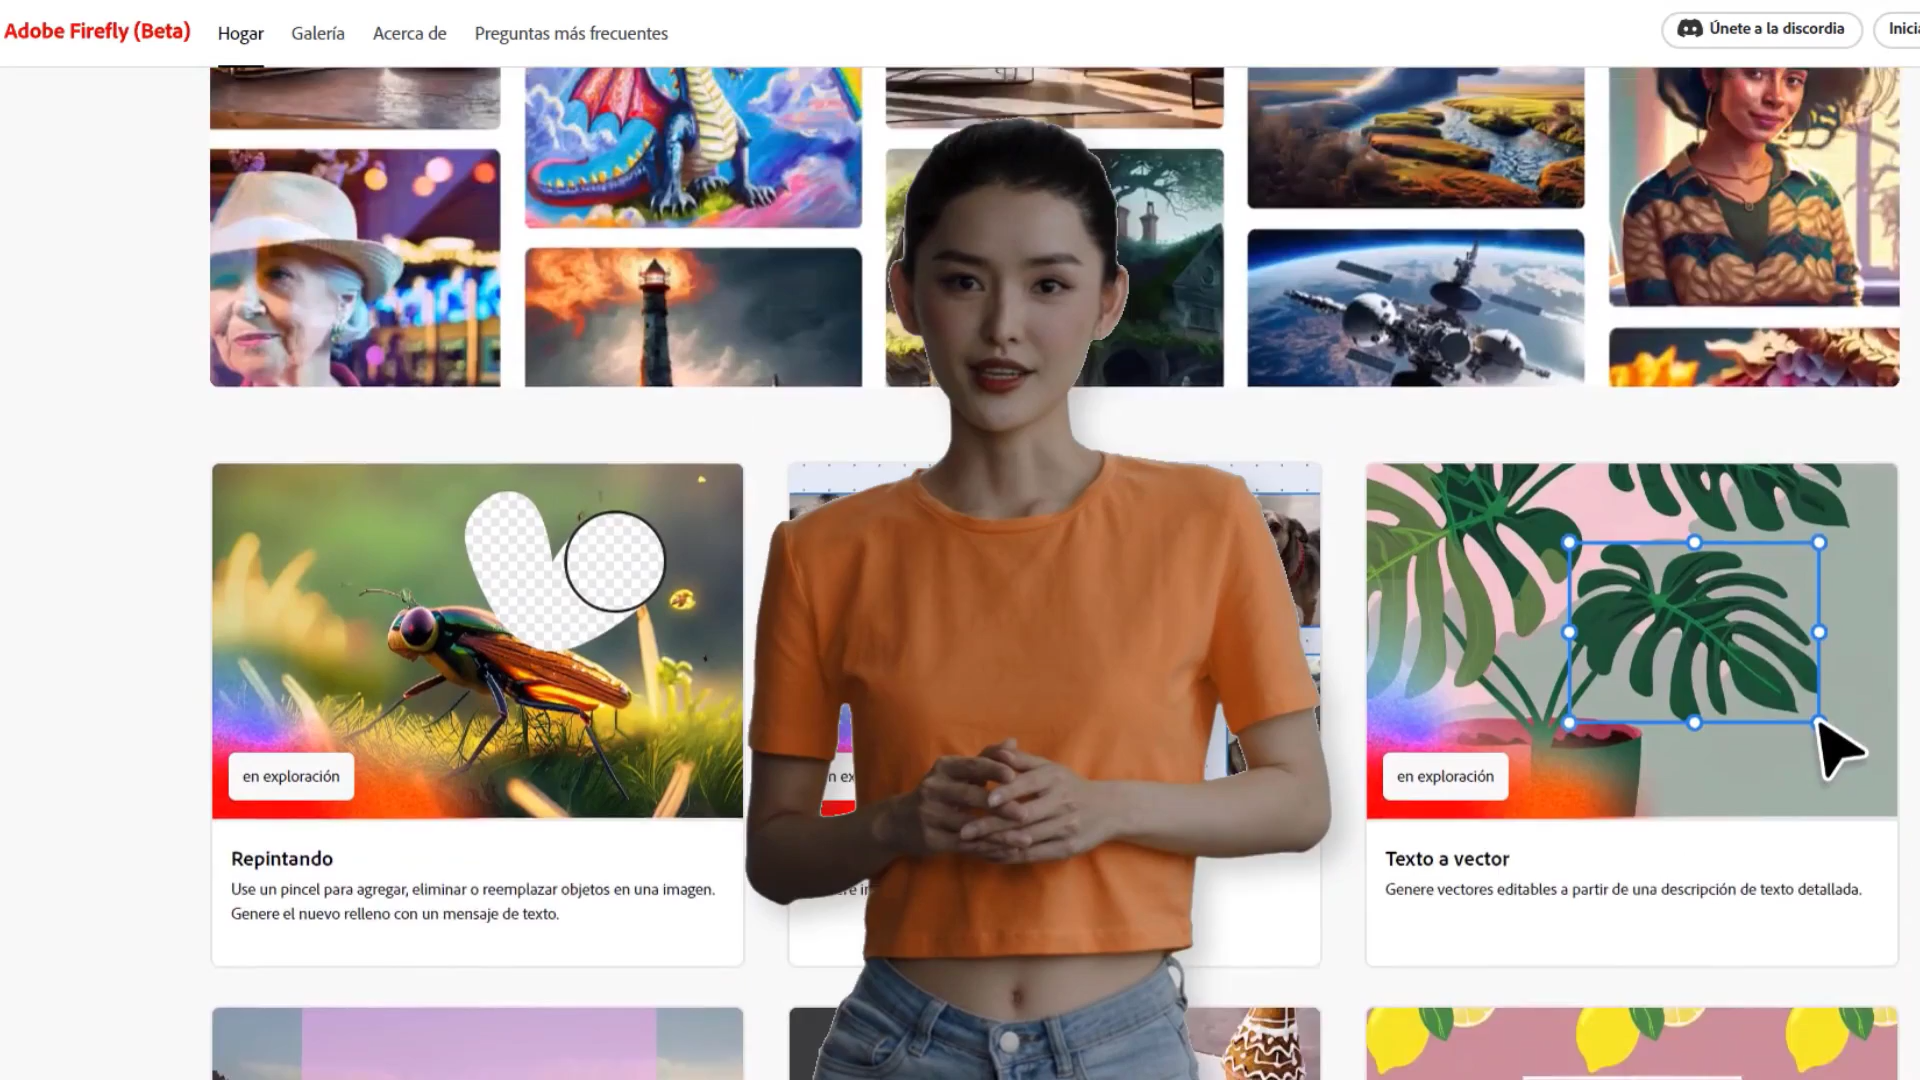 Adobe Firefly (Beta)
Hogar
Galería
Acerca de
Preguntas más frecuentes
Únete a la discordia
en exploración
en exploración
Repintando
Use un pincel para agregar, eliminar o reemplazar objetos en una imagen.
Genere el nuevo relleno con un mensaje de texto.
Texto a vector
Genere vectores editables a partir de una descripción de texto detallada.